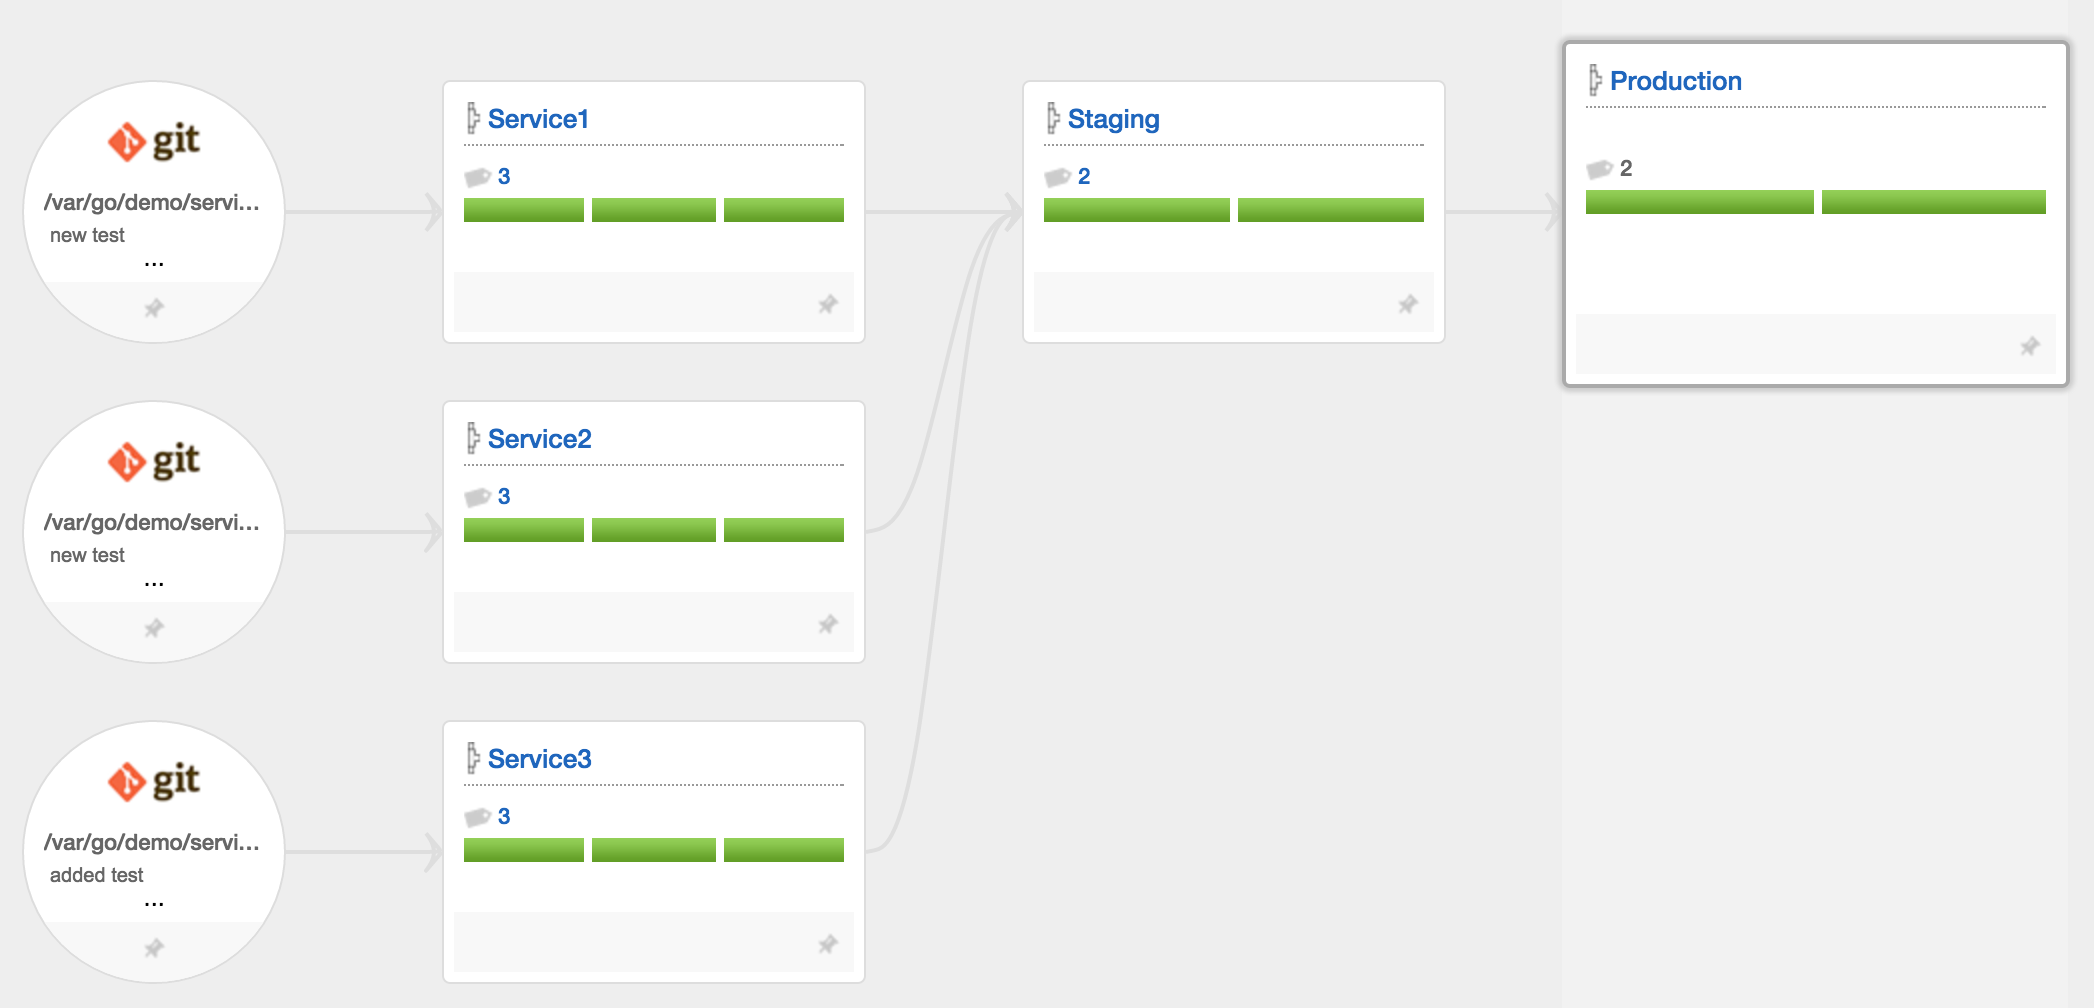 git
/var/go/demo/servi...
new test
...
Service1
3
Staging
2
Production
2
git
/var/go/demo/servi...
new test
...
Service2
3
git
/var/go/demo/servi...
added test
...
Service3
3